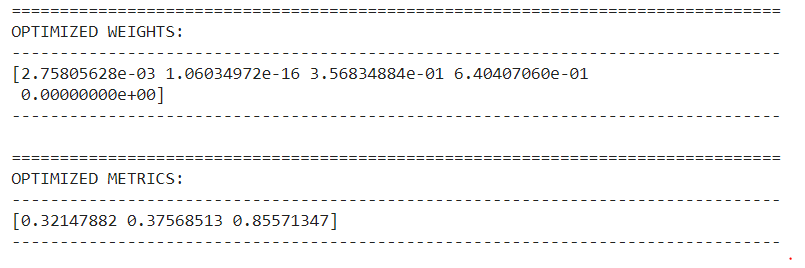 ================================================================================
OPTIMIZED WEIGHTS:
--------------------------------------------------------------------------------
[2.75805628e-03 1.06034972e-16 3.56834884e-01 6.40407060e-01
 0.00000000e+00]
--------------------------------------------------------------------------------
================================================================================
OPTIMIZED METRICS:
--------------------------------------------------------------------------------
[0.32147882 0.37568513 0.85571347]
--------------------------------------------------------------------------------